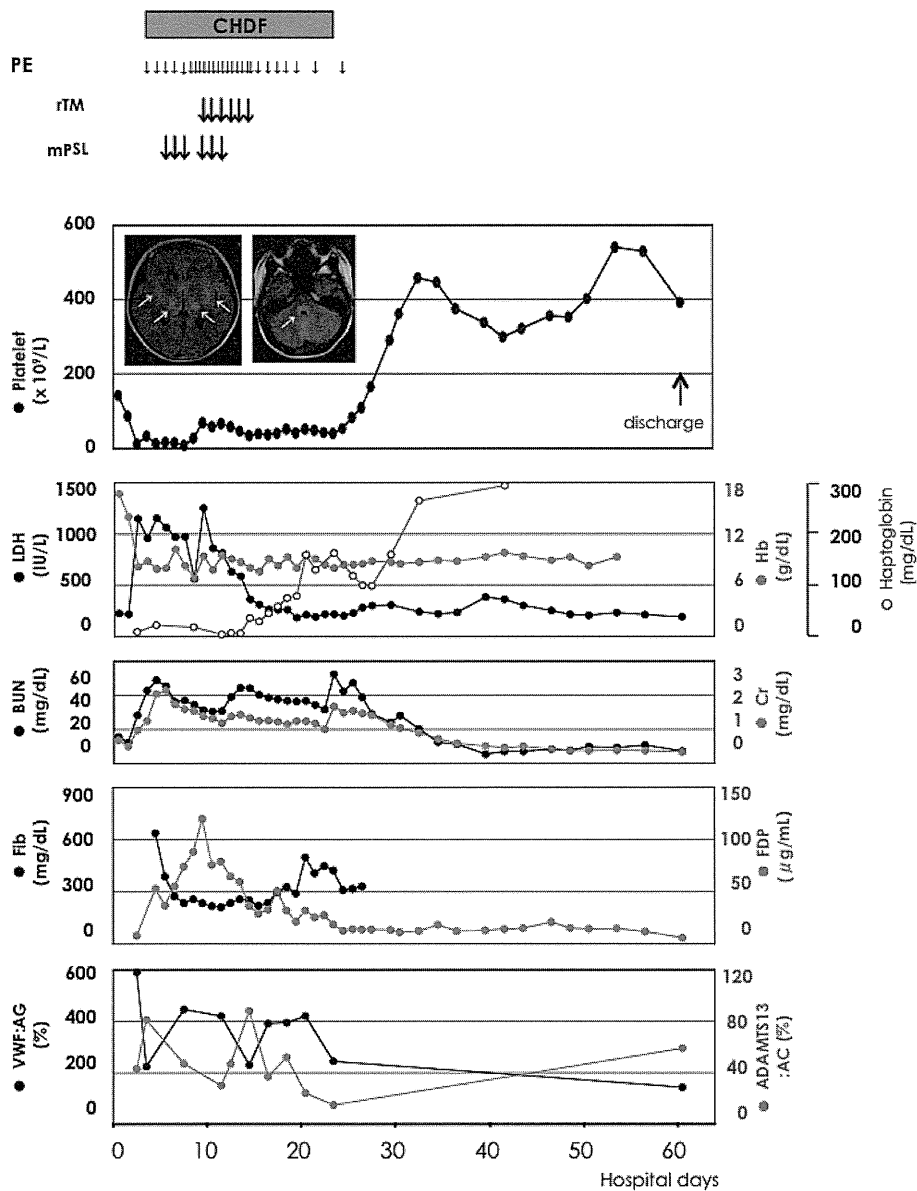 CHDF
PE
rTM
mPSL
600
400
200
0
Platelet
(x 10⁹/L)
discharge
1500
1000
500
0
LDH
(IU/L)
18
12
6
0
Hb
(g/dL)
300
200
100
0
Haptoglobin
(mg/dL)
60
40
20
0
BUN
(mg/dL)
3
2
1
0
Cr
(mg/dL)
900
600
300
0
Fib
(mg/dL)
150
100
50
0
FDP
(μg/mL)
600
400
200
0
VWF:AG
(%)
120
80
40
0
ADAMTS13
:AC (%)
0 10 20 30 40 50 60
Hospital days